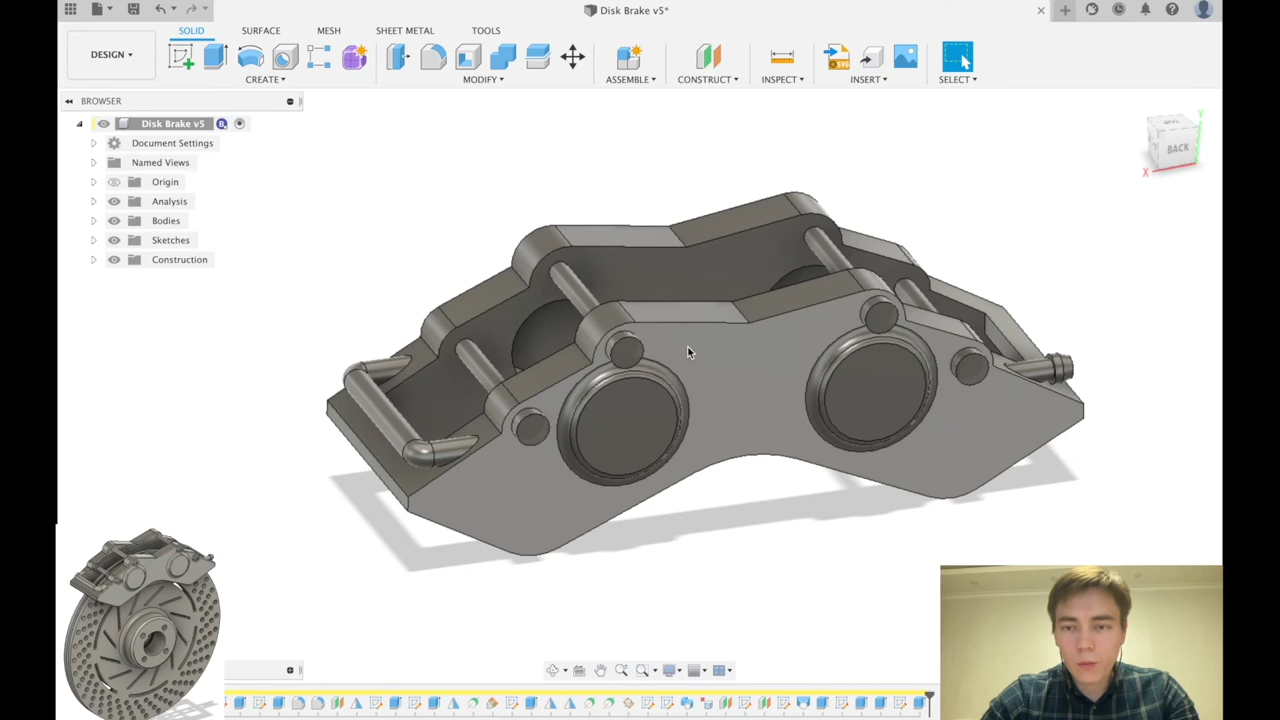 Disk Brake v5*
SOLID SURFACE MESH SHEET METAL TOOLS
DESIGN
CREATE MODIFY ASSEMBLE CONSTRUCT INSPECT INSERT SELECT
SVG
BROWSER
Disk Brake v5
Document Settings
Named Views
Origin
Analysis
Bodies
Sketches
Construction
Y
BACK
X